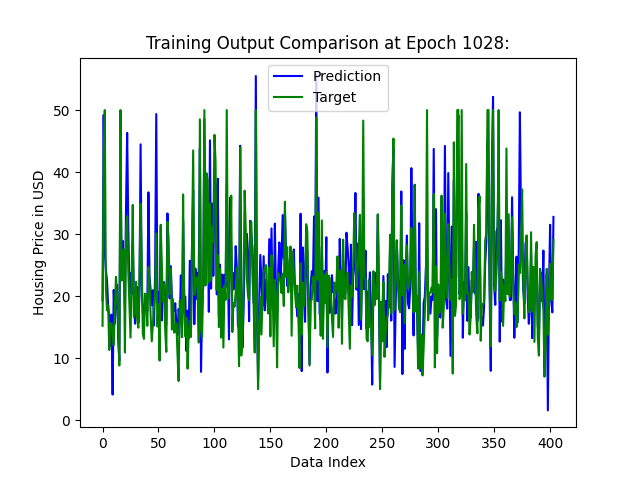 Training Output Comparison at Epoch 1028:
Prediction
Target
Housing Price in USD
50
40
30
20
10
0
0 50 100 150 200 250 300 350 400
Data Index